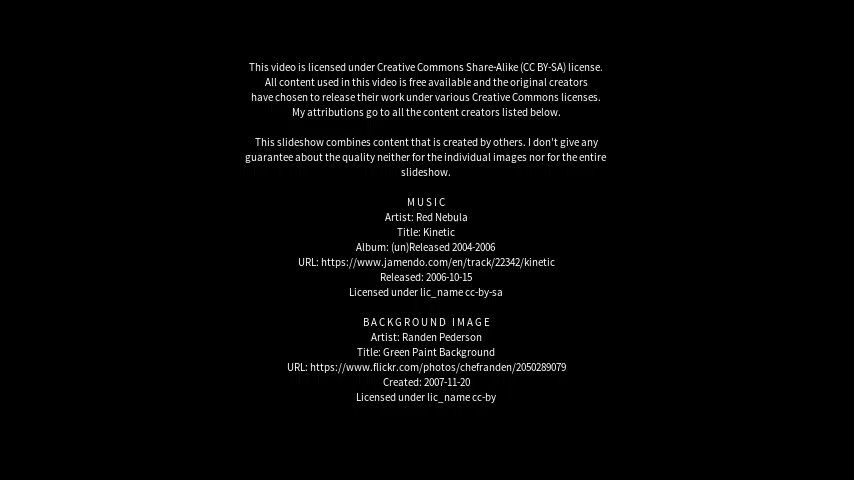 This video is licensed under Creative Commons Share-Alike (CC BY-SA) license.
All content used in this video is free available and the original creators
have chosen to release their work under various Creative Commons licenses.
My attributions go to all the content creators listed below.
This slideshow combines content that is created by others. I don't give any
guarantee about the quality neither for the individual images nor for the entire
slideshow.
MUSIC
Artist: Red Nebula
Title: Kinetic
Album: (un)Released 2004-2006
URL: https://www.jamendo.com/en/track/22342/kinetic
Released: 2006-10-15
Licensed under lic_name cc-by-sa
BACKGROUND IMAGE
Artist: Randen Pederson
Title: Green Paint Background
URL: https://www.flickr.com/photos/chefranden/2050289079
Created: 2007-11-20
Licensed under lic_name cc-by